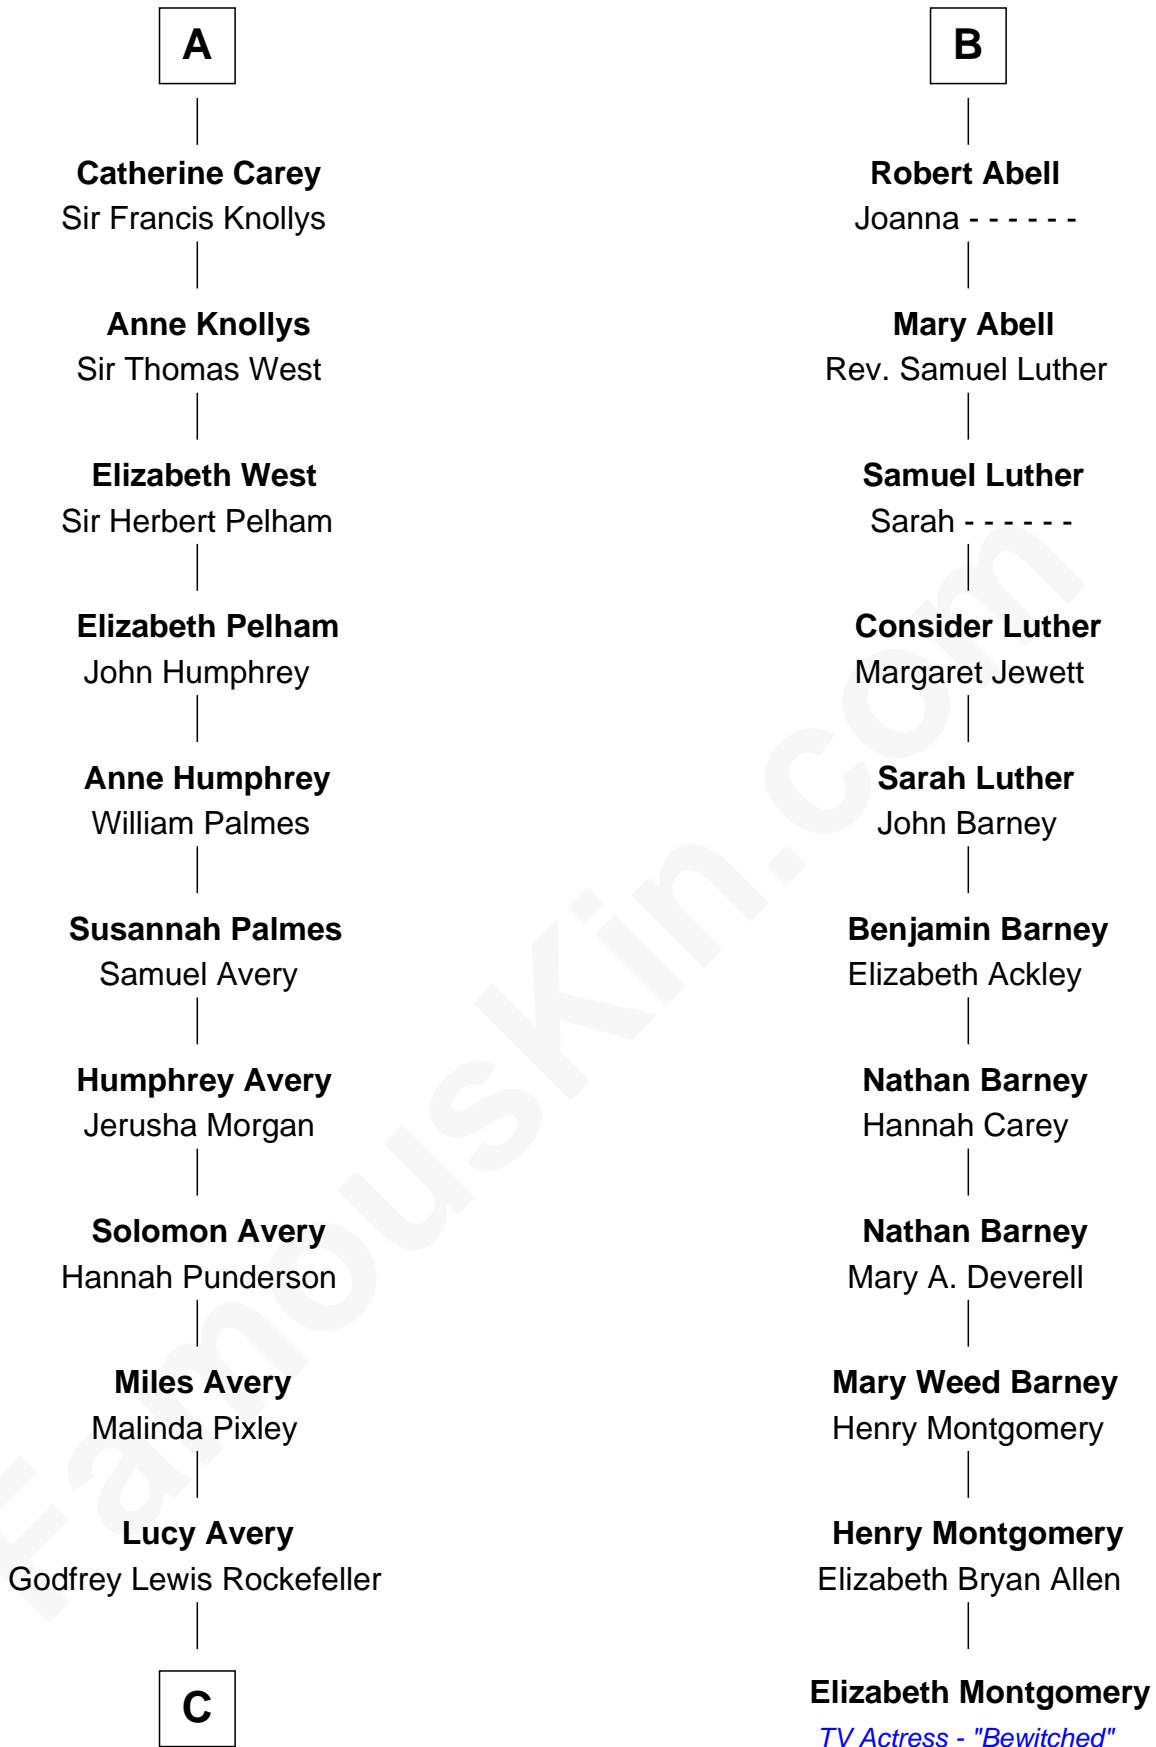 A
Catherine Carey
Sir Francis Knollys
Anne Knollys
Sir Thomas West
Elizabeth West
Sir Herbert Pelham
Elizabeth Pelham
John Humphrey
Anne Humphrey
William Palmes
Susannah Palmes
Samuel Avery
Humphrey Avery
Jerusha Morgan
Solomon Avery
Hannah Punderson
Miles Avery
Malinda Pixley
Lucy Avery
Godfrey Lewis Rockefeller
C
B
Robert Abell
Joanna - - - - - -
Mary Abell
Rev. Samuel Luther
Samuel Luther
Sarah - - - - - -
Consider Luther
Margaret Jewett
Sarah Luther
John Barney
Benjamin Barney
Elizabeth Ackley
Nathan Barney
Hannah Carey
Nathan Barney
Mary A. Deverell
Mary Weed Barney
Henry Montgomery
Henry Montgomery
Elizabeth Bryan Allen
Elizabeth Montgomery
TV Actress - "Bewitched"
FamousKin.com